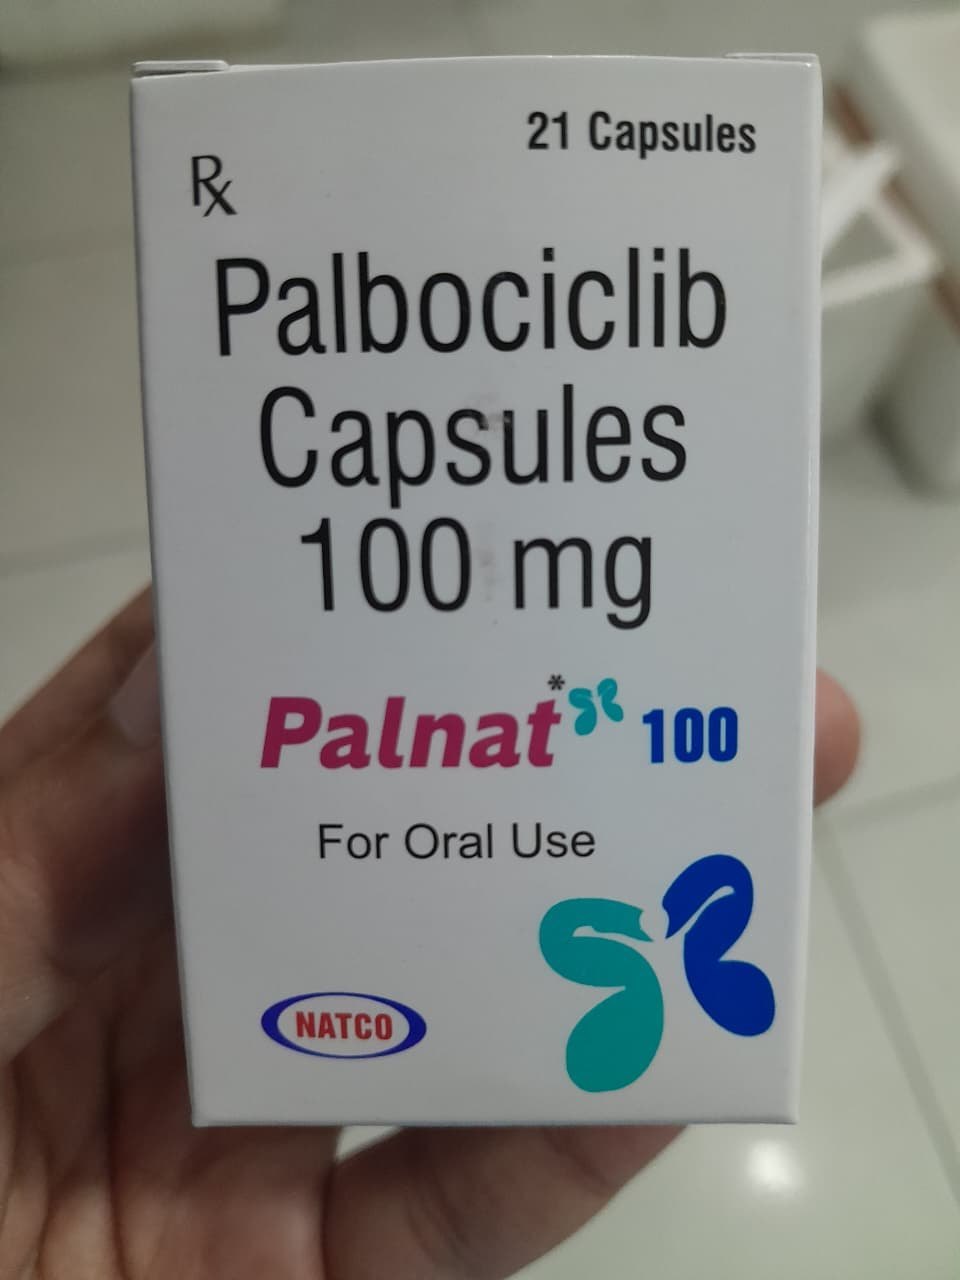 21 Capsules
Rx
Palbociclib
Capsules
100 mg
Palnat* 100
For Oral Use
NATCO